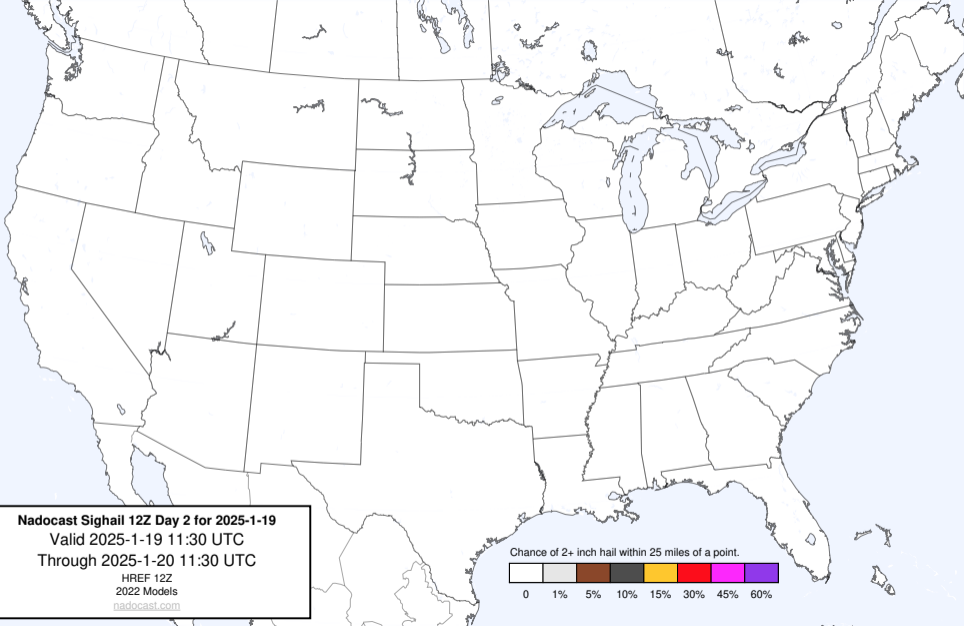 Nadocast Sighail 12Z Day 2 for 2025-1-19
Valid 2025-1-19 11:30 UTC
Through 2025-1-20 11:30 UTC
HREF 12Z
2022 Models
nadocast.com
Chance of 2+ inch hail within 25 miles of a point.
0 1% 5% 10% 15% 30% 45% 60%